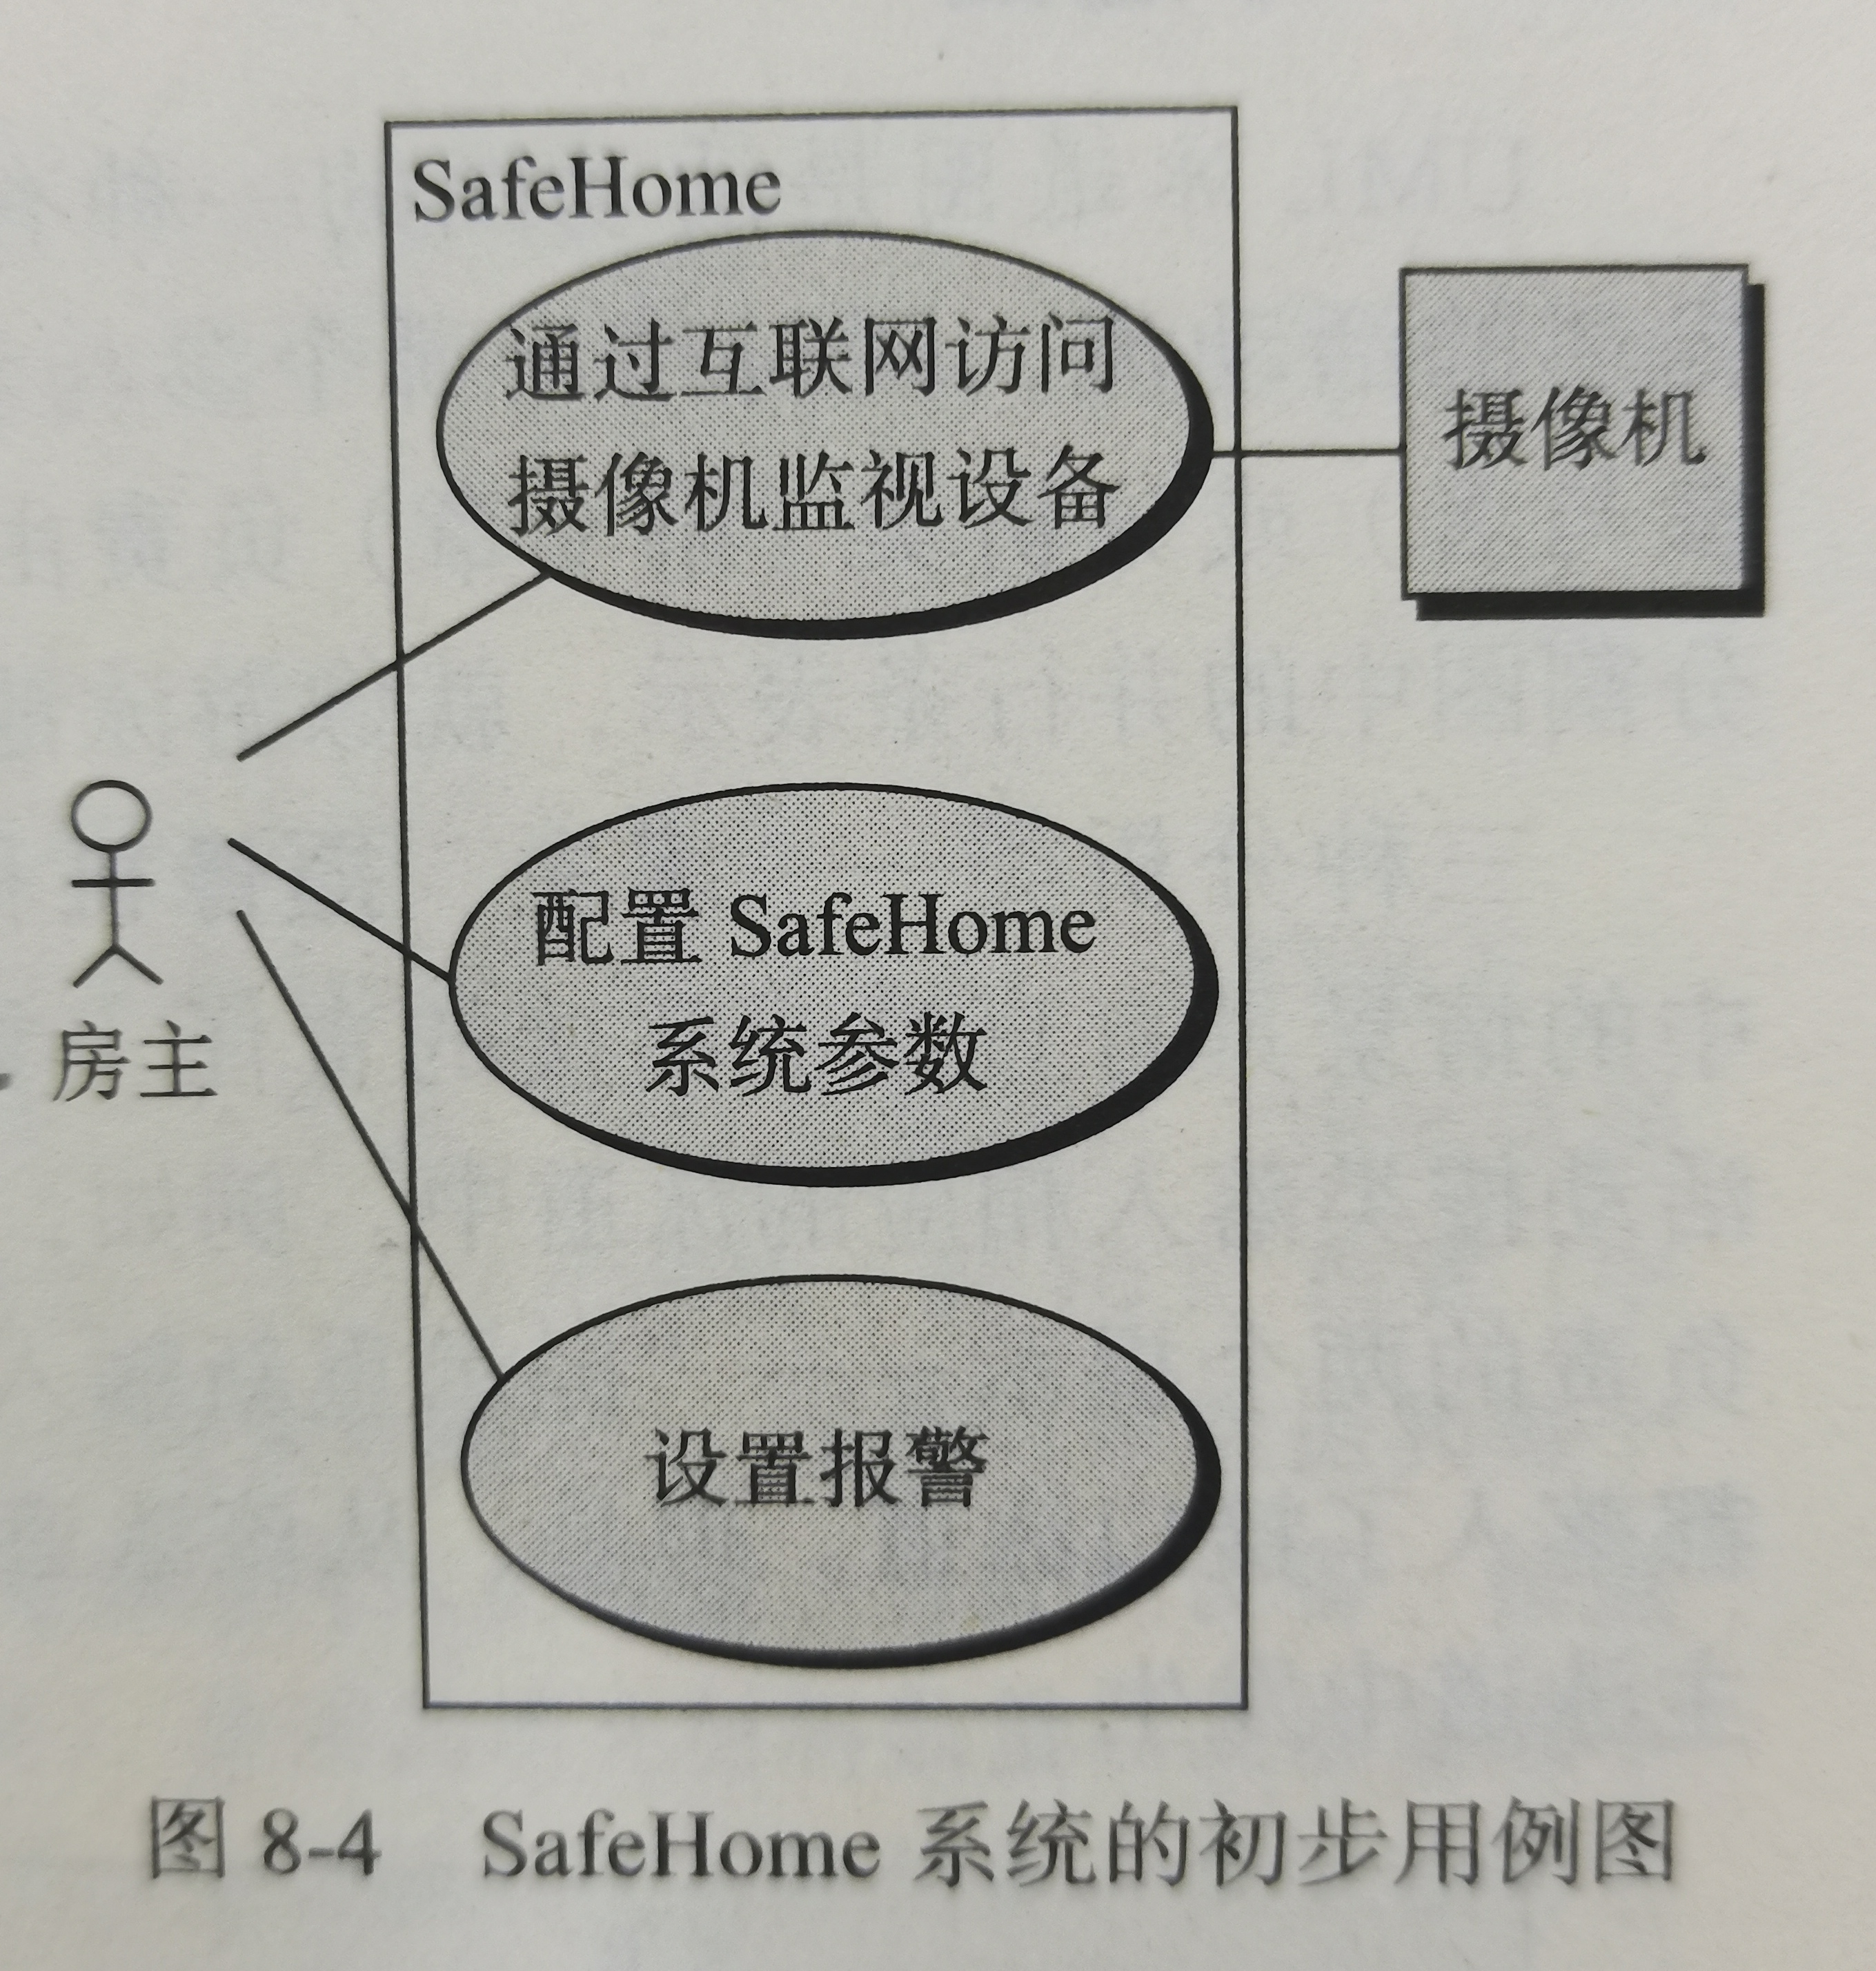 SafeHome
通过互联网访问
摄像机监视设备
摄像机
配置 SafeHome
系统参数
房主
设置报警
图 8-4 SafeHome 系统的初步用例图